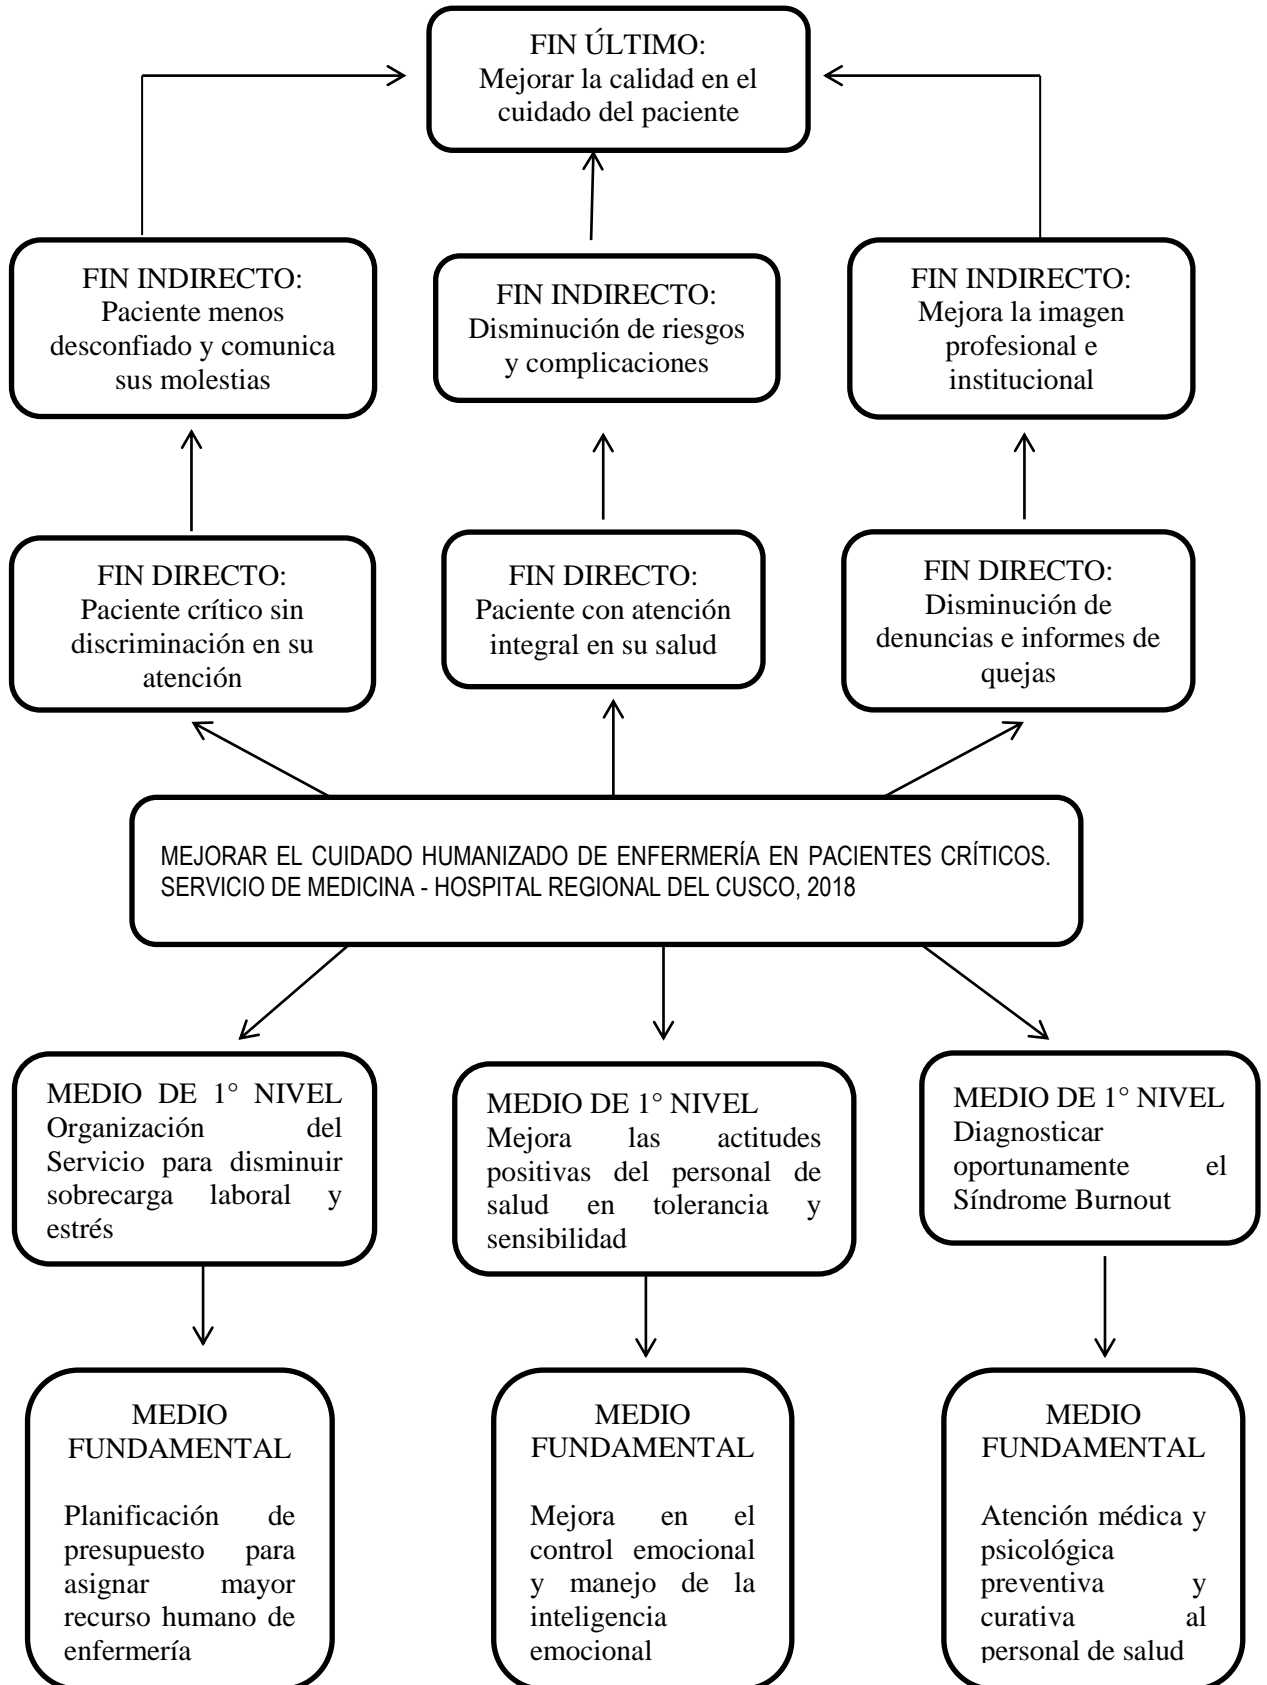 FIN ÚLTIMO:
Mejorar la calidad en el
cuidado del paciente
FIN INDIRECTO:
Paciente menos
desconfiado y comunica
sus molestias
FIN INDIRECTO:
Disminución de riesgos
y complicaciones
FIN INDIRECTO:
Mejora la imagen
profesional e
institucional
FIN DIRECTO:
Paciente crítico sin
discriminación en su
atención
FIN DIRECTO:
Paciente con atención
integral en su salud
FIN DIRECTO:
Disminución de
denuncias e informes de
quejas
MEJORAR EL CUIDADO HUMANIZADO DE ENFERMERÍA EN PACIENTES CRÍTICOS.
SERVICIO DE MEDICINA - HOSPITAL REGIONAL DEL CUSCO, 2018
MEDIO DE 1° NIVEL
Organización del
Servicio para disminuir
sobrecarga laboral y
estrés
MEDIO DE 1° NIVEL
Mejora las actitudes
positivas del personal de
salud en tolerancia y
sensibilidad
MEDIO DE 1° NIVEL
Diagnosticar
oportunamente el
Síndrome Burnout
MEDIO
FUNDAMENTAL
Planificación de
presupuesto para
asignar mayor
recurso humano de
enfermería
MEDIO
FUNDAMENTAL
Mejora en el
control emocional
y manejo de la
inteligencia
emocional
MEDIO
FUNDAMENTAL
Atención médica y
psicológica
preventiva y
curativa al
personal de salud